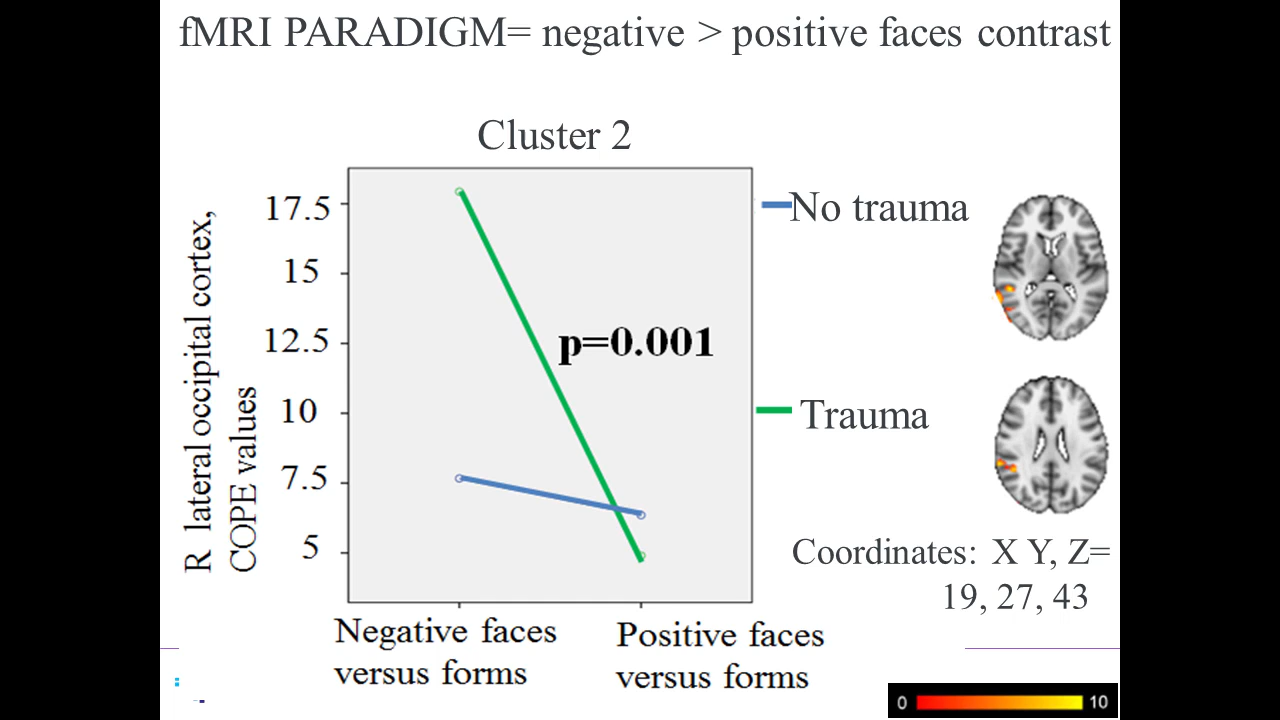 fMRI PARADIGM= negative > positive faces contrast
Cluster 2
R lateral occipital cortex,
COPE values
17.5
15
12.5
10
7.5
5
p=0.001
Negative faces
versus forms
Positive faces
versus forms
No trauma
Trauma
Coordinates: X Y, Z=
19, 27, 43
0 10